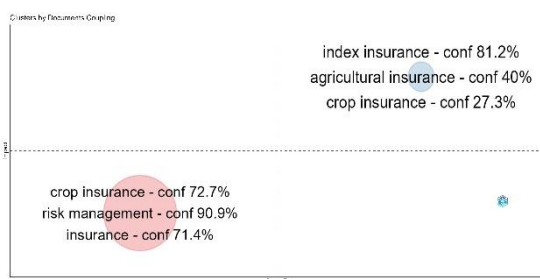 Clusters by Documents Coupling
index insurance - conf 81.2%
agricultural insurance - conf 40%
crop insurance - conf 27.3%
crop insurance - conf 72.7%
risk management - conf 90.9%
insurance - conf 71.4%